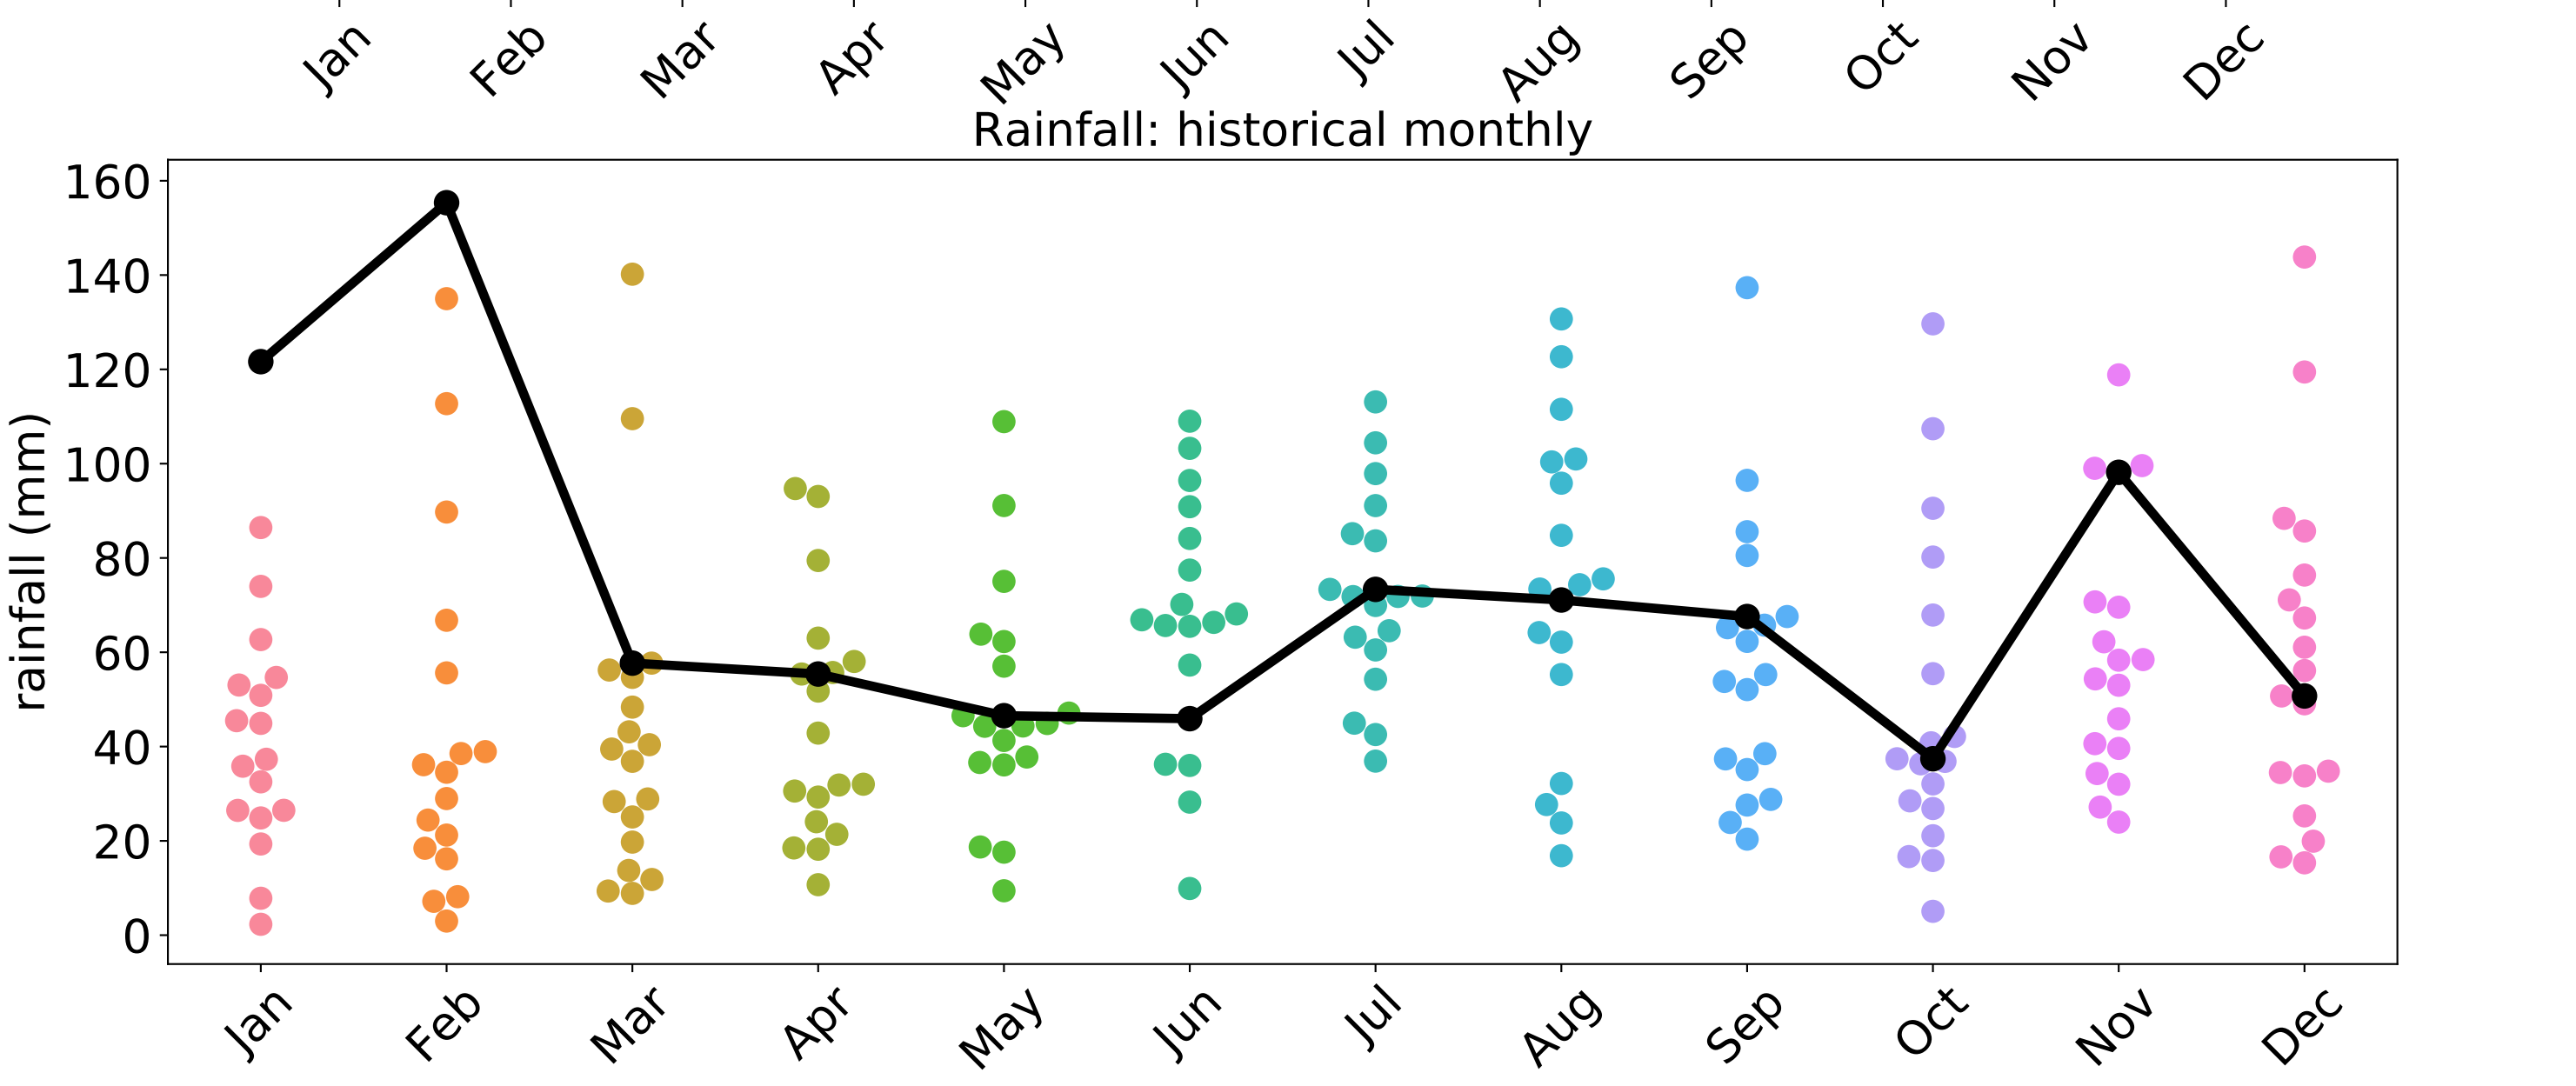 Jan Feb Mar Apr May Jun Jul Aug Sep Oct Nov Dec
Rainfall: historical monthly
160
140
120
100
80
60
40
20
0
rainfall (mm)
Jan Feb Mar Apr May Jun Jul Aug Sep Oct Nov Dec